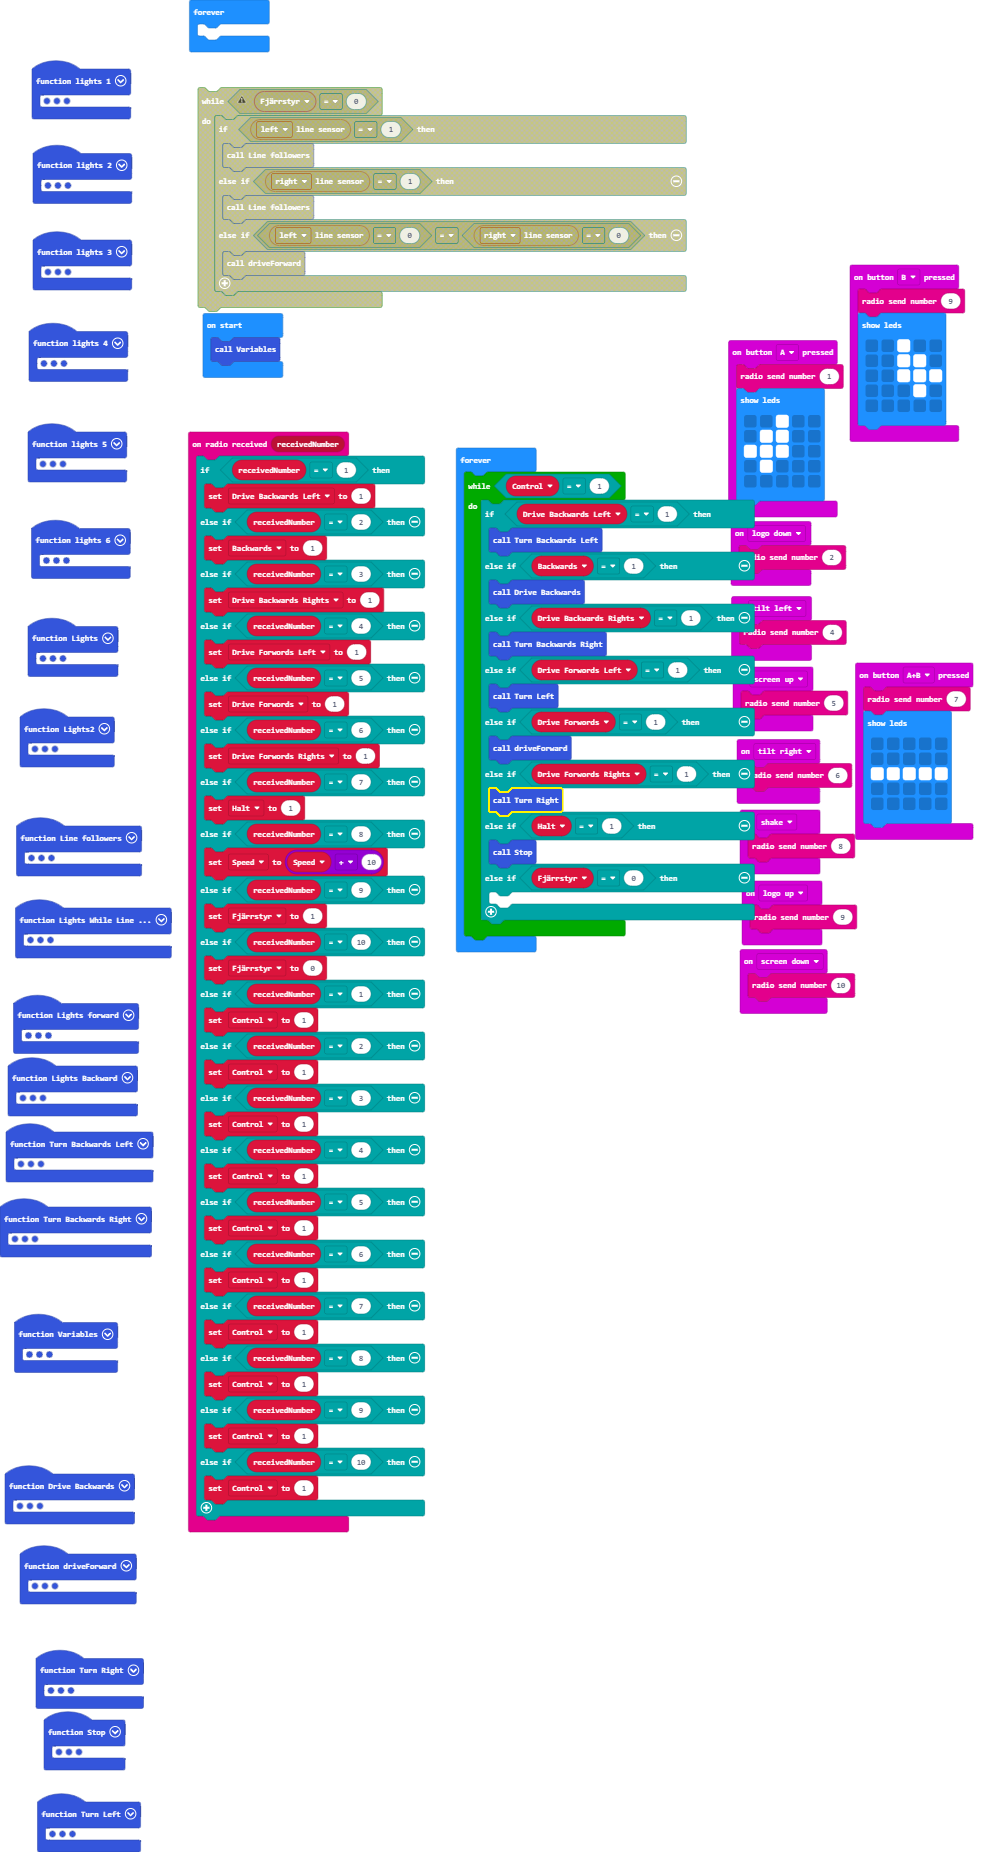 forever
function lights 1
function lights 2
function lights 3
function lights 4
function lights 5
function lights 6
function Lights
function Lights2
function Line followers
function Lights While Line ...
function Lights forward
function Lights Backward
function Turn Backwards Left
function Turn Backwards Right
function Variables
function Drive Backwards
function driveForward
function Turn Right
function Stop
function Turn Left
while Fjärrstyr = 0
do
if left line sensor = 1 then
call Line followers
else if right line sensor = 1 then
call Line followers
else if left line sensor = 0 = right line sensor = 0 then
call driveForward
on start
call Variables
on radio received receivedNumber
if receivedNumber = 1 then
set Drive Backwards Left to 1
else if receivedNumber = 2 then
set Backwards to 1
else if receivedNumber = 3 then
set Drive Backwards Rights to 1
else if receivedNumber = 4 then
set Drive Forwords Left to 1
else if receivedNumber = 5 then
set Drive Forwords to 1
else if receivedNumber = 6 then
set Drive Forwords Rights to 1
else if receivedNumber = 7 then
set Halt to 1
else if receivedNumber = 8 then
set Speed to Speed + 10
else if receivedNumber = 9 then
set Fjärrstyr to 1
else if receivedNumber = 10 then
set Fjärrstyr to 0
else if receivedNumber = 1 then
set Control to 1
else if receivedNumber = 2 then
set Control to 1
else if receivedNumber = 3 then
set Control to 1
else if receivedNumber = 4 then
set Control to 1
else if receivedNumber = 5 then
set Control to 1
else if receivedNumber = 6 then
set Control to 1
else if receivedNumber = 7 then
set Control to 1
else if receivedNumber = 8 then
set Control to 1
else if receivedNumber = 9 then
set Control to 1
else if receivedNumber = 10 then
set Control to 1
forever
while Control = 1
do
if Drive Backwards Left = 1 then
call Turn Backwards Left
else if Backwards = 1 then
call Drive Backwards
else if Drive Backwards Rights = 1 then
call Turn Backwards Right
else if Drive Forwords Left = 1 then
call Turn Left
else if Drive Forwords = 1 then
call driveForward
else if Drive Forwords Rights = 1 then
call Turn Right
else if Halt = 1 then
call Stop
else if Fjärrstyr = 0 then
on button B pressed
radio send number 9
show leds
on button A pressed
radio send number 1
show leds
on logo down
send number 2
tilt left
radio send number 4
screen up
radio send number 5
on tilt right
send number 6
shake
radio send number 8
on logo up
radio send number 9
on screen down
radio send number 10
on button A+B pressed
radio send number 7
show leds